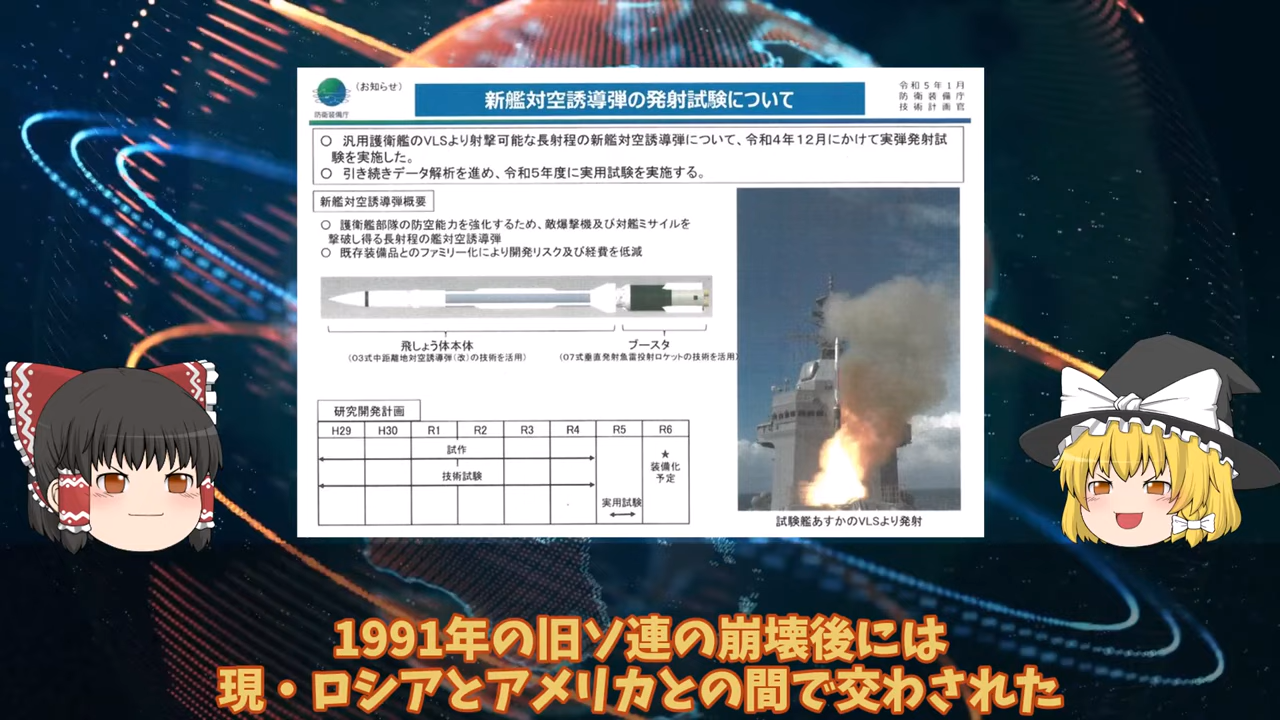 (お知らせ)
防衛装備庁
新艦対空誘導弾の発射試験について
令和5年1月
防衛装備庁
技術計画官
○ 汎用護衛艦のVLSより射撃可能な長射程の新艦対空誘導弾について、令和4年12月にかけて実弾発射試
験を実施した。
○ 引き続きデータ解析を進め、令和5年度に実用試験を実施する。
新艦対空誘導弾概要
○ 護衛艦部隊の防空能力を強化するため、敵爆撃機及び対艦ミサイルを
撃破し得る長射程の艦対空誘導弾
○ 既存装備品とのファミリー化により開発リスク及び経費を低減
飛しょう体本体
(03式中距離地対空誘導弾(改)の技術を活用)
ブースタ
(07式垂直発射魚雷投射ロケットの技術を活用)
研究開発計画
H29 H30 R1 R2 R3 R4 R5 R6
試作
技術試験
実用試験
★
装備化
予定
試験艦あすかのVLSより発射
1991年の旧ソ連の崩壊後には
現・ロシアとアメリカとの間で交わされた